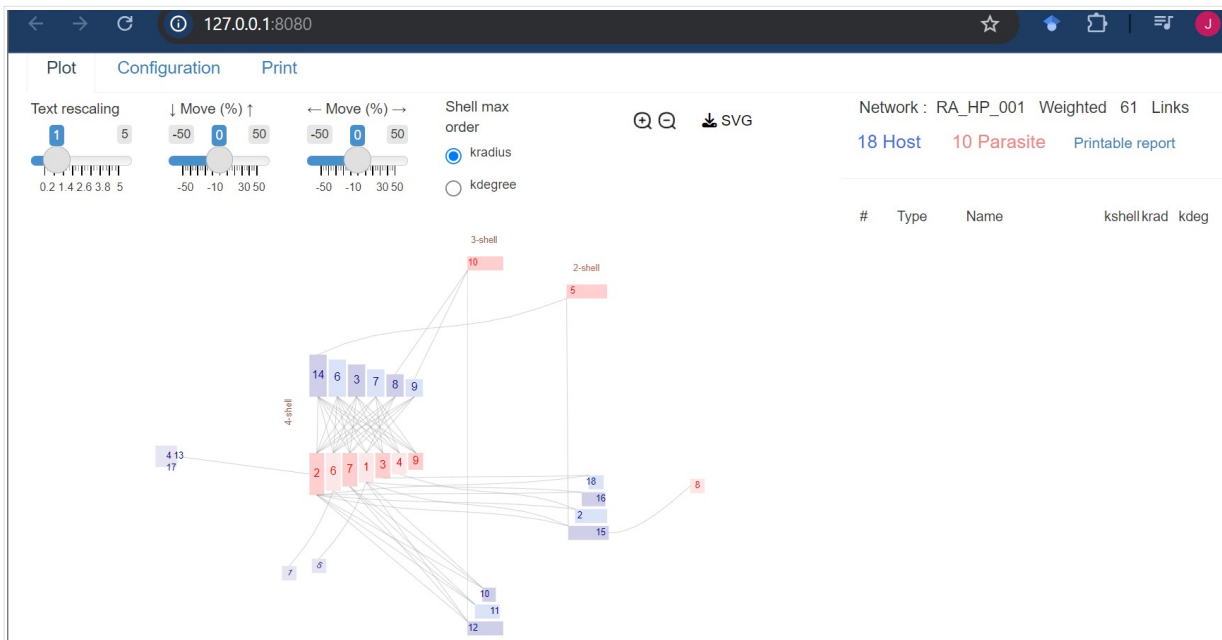 127.0.0.1:8080
J
Plot Configuration Print
Text rescaling
1 5
0.2 1.4 2.6 3.8 5
↓ Move (%) ↑
-50 0 50
-50 -10 30 50
← Move (%) →
-50 0 50
-50 -10 30 50
Shell max
order
kradius
kdegree
SVG
Network : RA_HP_001 Weighted 61 Links
18 Host 10 Parasite Printable report
# Type Name kshell krad kdeg
3-shell
10
2-shell
5
14 6 3 7 8 9
4-shell
4 13
17
2 6 7 1 3 4 9
18
16
2
15
8
1
5
10
11
12